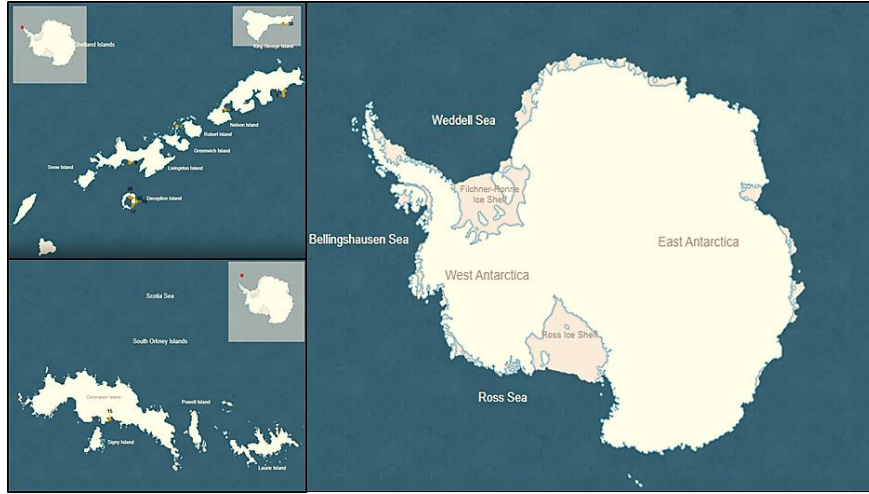 Shetland Islands
King George Island
Nelson Island
Robert Island
Greenwich Island
Livingston Island
Snow Island
Deception Island
Scotia Sea
South Orkney Islands
Coronation Island
15
Powell Island
Signy Island
Laurie Island
Weddell Sea
Filchner-Ronne
Ice Shelf
Bellingshausen Sea
East Antarctica
West Antarctica
Ross Ice Shelf
Ross Sea